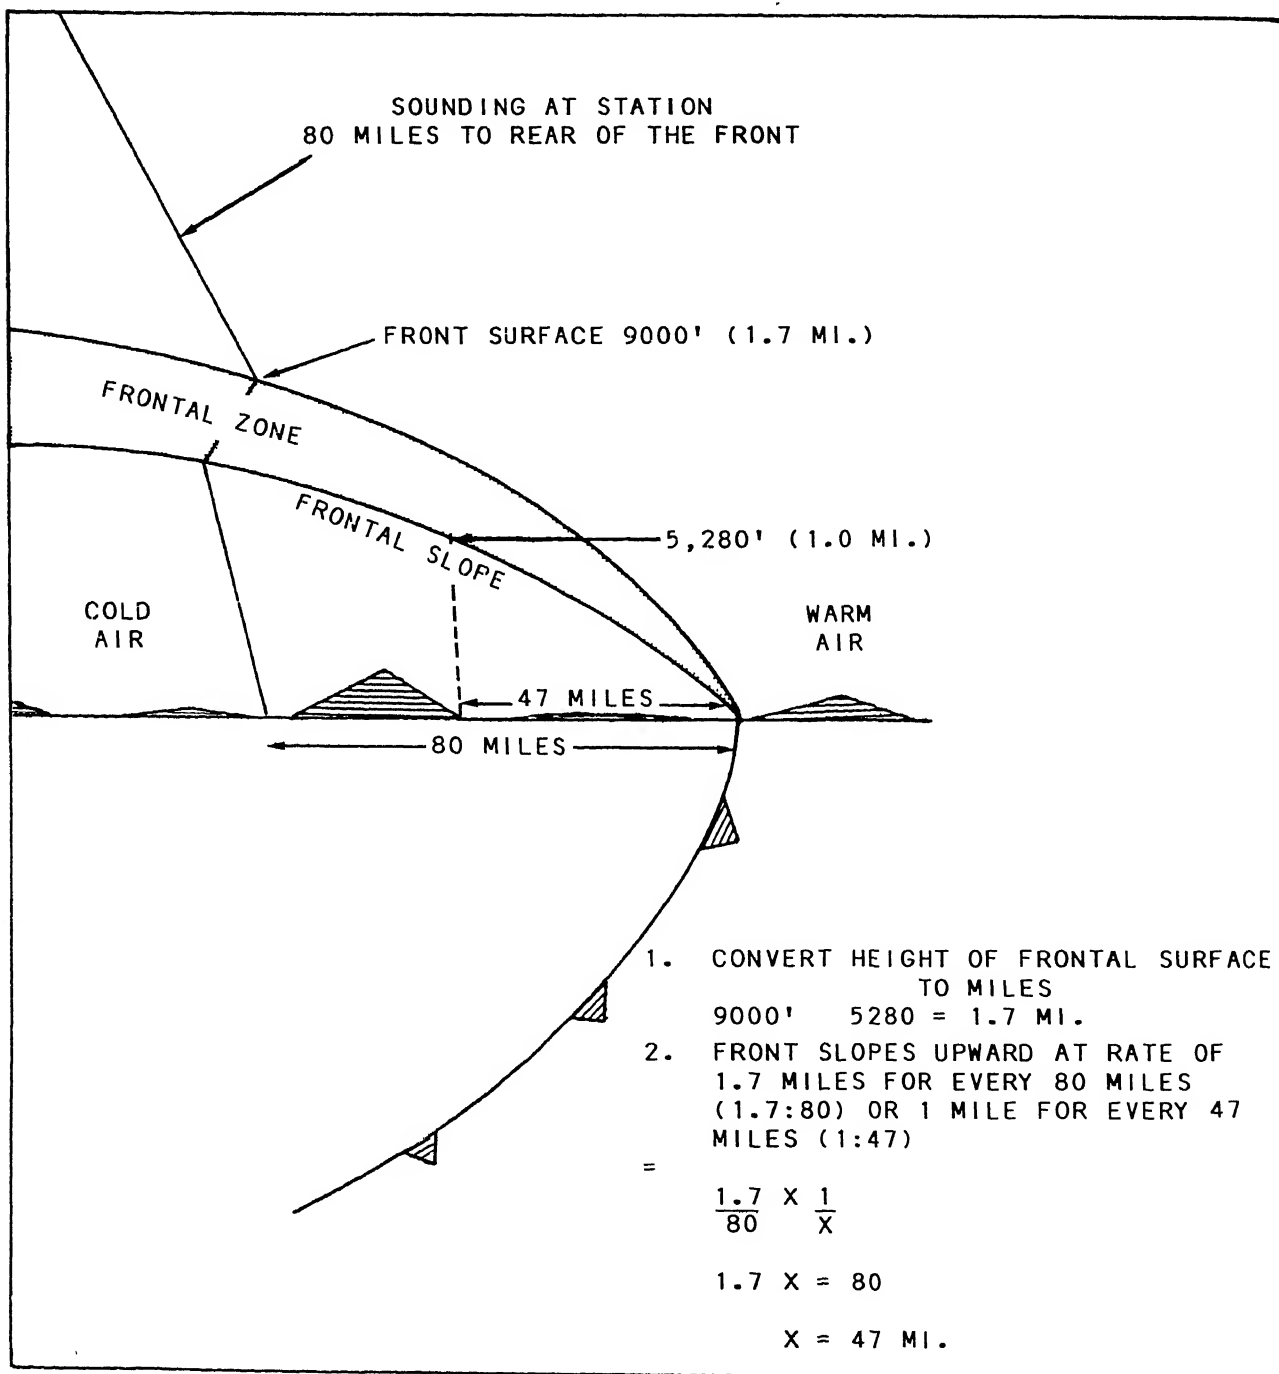 SOUNDING AT STATION
80 MILES TO REAR OF THE FRONT
FRONT SURFACE 9000' (1.7 MI.)
FRONTAL ZONE
FRONTAL SLOPE
5,280' (1.0 MI.)
COLD
AIR
WARM
AIR
47 MILES
80 MILES
1. CONVERT HEIGHT OF FRONTAL SURFACE
TO MILES
9000' 5280 = 1.7 MI.
2. FRONT SLOPES UPWARD AT RATE OF
1.7 MILES FOR EVERY 80 MILES
(1.7:80) OR 1 MILE FOR EVERY 47
MILES (1:47)
=
1.7 X 1
80 X
1.7 X = 80
X = 47 MI.